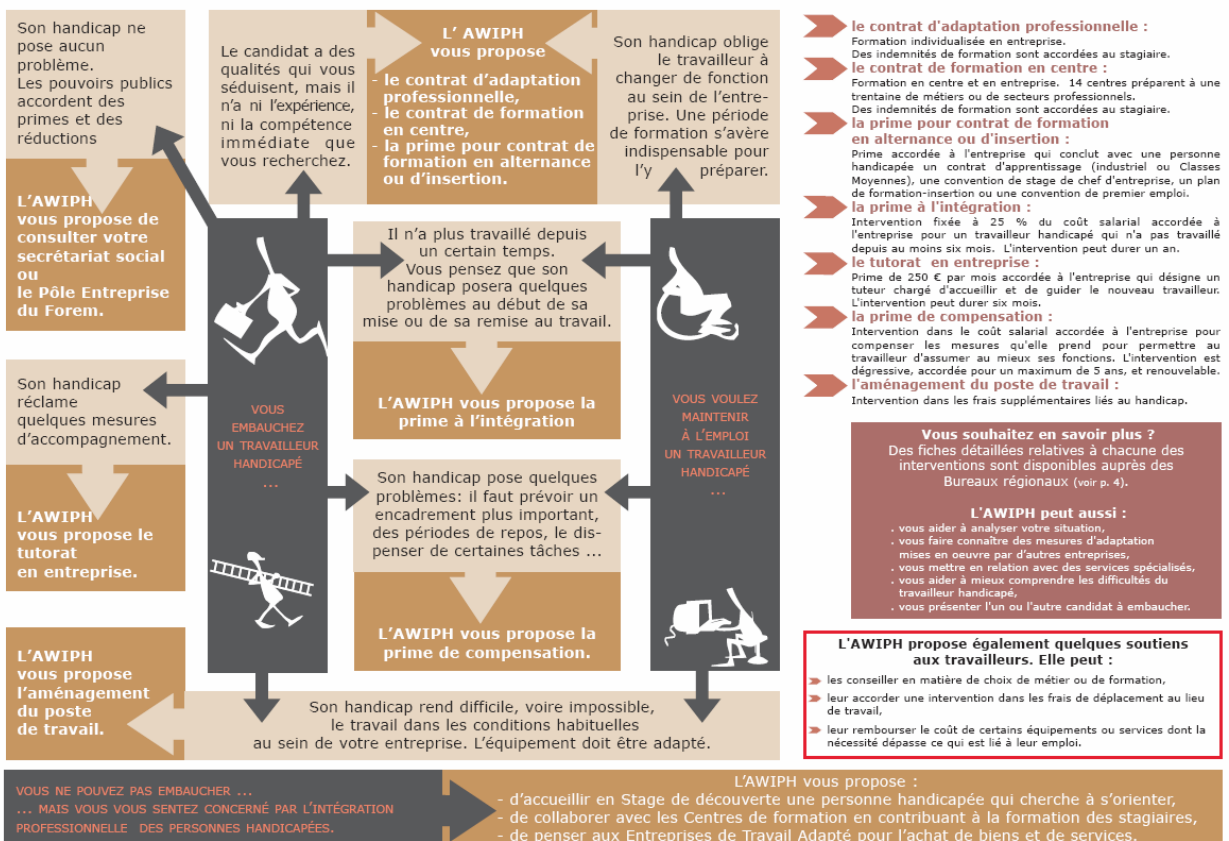 Son handicap ne
pose aucun
problème.
Les pouvoirs publics
accordent des
primes et des
réductions
L'AWIPH
vous propose de
consulter votre
secrétariat social
ou
le Pôle Entreprise
du Forem.
Le candidat a des
qualités qui vous
séduisent, mais il
n'a ni l'expérience,
ni la compétence
immédiate que
vous recherchez.
L' AWIPH
vous propose
- le contrat d'adaptation
professionnelle,
- le contrat de formation
en centre,
- la prime pour contrat de
formation en alternance
ou d'insertion.
Son handicap oblige
le travailleur à
changer de fonction
au sein de l'entre-
prise. Une période
de formation s'avère
indispensable pour
l'y préparer.
Il n'a plus travaillé depuis
un certain temps.
Vous pensez que son
handicap posera quelques
problèmes au début de sa
mise ou de sa remise au travail.
L'AWIPH vous propose la
prime à l'intégration
Son handicap
réclame
quelques mesures
d'accompagnement.
L'AWIPH
vous propose le
tutorat
en entreprise.
VOUS
EMBAUCHEZ
UN TRAVAILLEUR
HANDICAPÉ
...
VOUS VOULEZ
MAINTENIR
À L'EMPLOI
UN TRAVAILLEUR
HANDICAPÉ
...
Son handicap pose quelques
problèmes: il faut prévoir un
encadrement plus important,
des périodes de repos, le dis-
penser de certaines tâches ...
L'AWIPH vous propose la
prime de compensation.
L'AWIPH
vous propose
l'aménagement
du poste
de travail.
Son handicap rend difficile, voire impossible,
le travail dans les conditions habituelles
au sein de votre entreprise. L'équipement doit être adapté.
le contrat d'adaptation professionnelle :
Formation individualisée en entreprise.
Des indemnités de formation sont accordées au stagiaire.
le contrat de formation en centre :
Formation en centre et en entreprise. 14 centres préparent à une
trentaine de métiers ou de secteurs professionnels.
Des indemnités de formation sont accordées au stagiaire.
la prime pour contrat de formation
en alternance ou d'insertion :
Prime accordée à l'entreprise qui conclut avec une personne
handicapée un contrat d'apprentissage (industriel ou Classes
Moyennes), une convention de stage de chef d'entreprise, un plan
de formation-insertion ou une convention de premier emploi.
la prime à l'intégration :
Intervention fixée à 25 % du coût salarial accordée à
l'entreprise pour un travailleur handicapé qui n'a pas travaillé
depuis au moins six mois. L'intervention peut durer un an.
le tutorat en entreprise :
Prime de 250 € par mois accordée à l'entreprise qui désigne un
tuteur chargé d'accueillir et de guider le nouveau travailleur.
L'intervention peut durer six mois.
la prime de compensation :
Intervention dans le coût salarial accordée à l'entreprise pour
compenser les mesures qu'elle prend pour permettre au
travailleur d'assumer au mieux ses fonctions. L'intervention est
dégressive, accordée pour un maximum de 5 ans, et renouvelable.
l'aménagement du poste de travail :
Intervention dans les frais supplémentaires liés au handicap.
Vous souhaitez en savoir plus ?
Des fiches détaillées relatives à chacune des
interventions sont disponibles auprès des
Bureaux régionaux (voir p. 4).
L'AWIPH peut aussi :
. vous aider à analyser votre situation,
. vous faire connaître des mesures d'adaptation
mises en oeuvre par d'autres entreprises,
. vous mettre en relation avec des services spécialisés,
. vous aider à mieux comprendre les difficultés du
travailleur handicapé,
. vous présenter l'un ou l'autre candidat à embaucher.
L'AWIPH propose également quelques soutiens
aux travailleurs. Elle peut :
les conseiller en matière de choix de métier ou de formation,
leur accorder une intervention dans les frais de déplacement au lieu
de travail,
leur rembourser le coût de certains équipements ou services dont la
nécessité dépasse ce qui est lié à leur emploi.
VOUS NE POUVEZ PAS EMBAUCHER ...
... MAIS VOUS VOUS SENTEZ CONCERNÉ PAR L'INTÉGRATION
PROFESSIONNELLE DES PERSONNES HANDICAPÉES.
L'AWIPH vous propose :
- d'accueillir en Stage de découverte une personne handicapée qui cherche à s'orienter,
- de collaborer avec les Centres de formation en contribuant à la formation des stagiaires,
- de penser aux Entreprises de Travail Adapté pour l'achat de biens et de services.